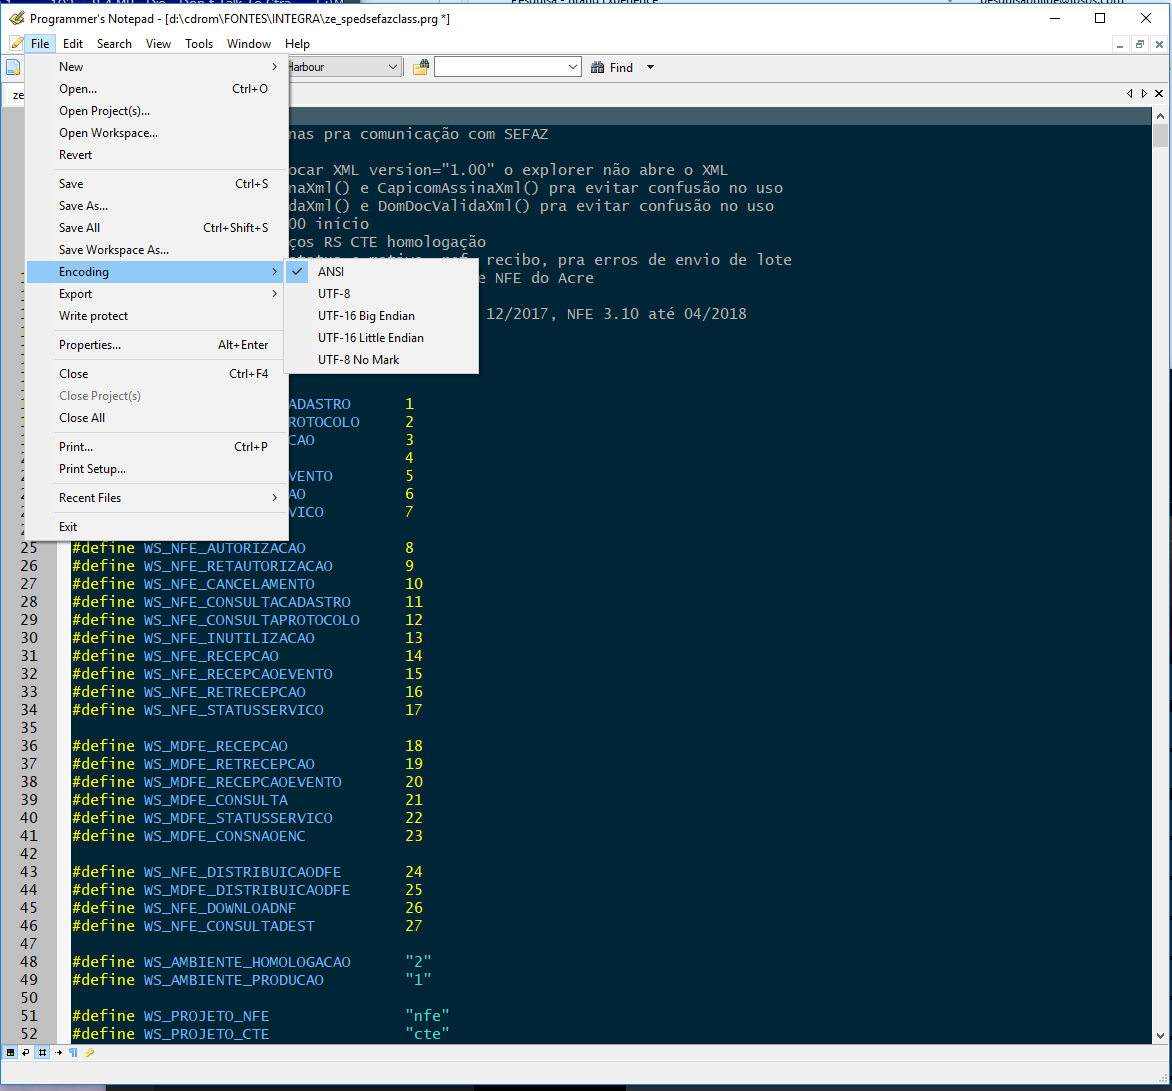 Programmer's Notepad - [d:\cdrom\FONTES\INTEGRA\ze_spedsefazclass.prg *]
File Edit Search View Tools Window Help
Harbour Find
ze
New
Open... Ctrl+O
Open Project(s)...
Open Workspace...
Revert
Save Ctrl+S
Save As...
Save All Ctrl+Shift+S
Save Workspace As...
Encoding
Export
Write protect
Properties... Alt+Enter
Close Ctrl+F4
Close Project(s)
Close All
Print... Ctrl+P
Print Setup...
Recent Files
Exit
ANSI
UTF-8
UTF-16 Big Endian
UTF-16 Little Endian
UTF-8 No Mark
nas pra comunicação com SEFAZ
ocar XML version="1.00" o explorer não abre o XML
naXml() e CapicomAssinaXml() pra evitar confusão no uso
daXml() e DomDocValidaXml() pra evitar confusão no uso
00 início
ços RS CTE homologação
recibo, pra erros de envio de lote
e NFE do Acre
12/2017, NFE 3.10 até 04/2018
ADASTRO 1
ROTOCOLO 2
CAO 3
4
VENTO 5
AO 6
VICO 7
25 #define WS_NFE_AUTORIZACAO 8
26 #define WS_NFE_RETAUTORIZACAO 9
27 #define WS_NFE_CANCELAMENTO 10
28 #define WS_NFE_CONSULTACADASTRO 11
29 #define WS_NFE_CONSULTAPROTOCOLO 12
30 #define WS_NFE_INUTILIZACAO 13
31 #define WS_NFE_RECEPCAO 14
32 #define WS_NFE_RECEPCAOEVENTO 15
33 #define WS_NFE_RETRECEPCAO 16
34 #define WS_NFE_STATUSSERVICO 17
35
36 #define WS_MDFE_RECEPCAO 18
37 #define WS_MDFE_RETRECEPCAO 19
38 #define WS_MDFE_RECEPCAOEVENTO 20
39 #define WS_MDFE_CONSULTA 21
40 #define WS_MDFE_STATUSSERVICO 22
41 #define WS_MDFE_CONSNAOENC 23
42
43 #define WS_NFE_DISTRIBUICAODFE 24
44 #define WS_MDFE_DISTRIBUICAODFE 25
45 #define WS_NFE_DOWNLOADNF 26
46 #define WS_NFE_CONSULTADEST 27
47
48 #define WS_AMBIENTE_HOMOLOGACAO "2"
49 #define WS_AMBIENTE_PRODUCAO "1"
50
51 #define WS_PROJETO_NFE "nfe"
52 #define WS_PROJETO_CTE "cte"